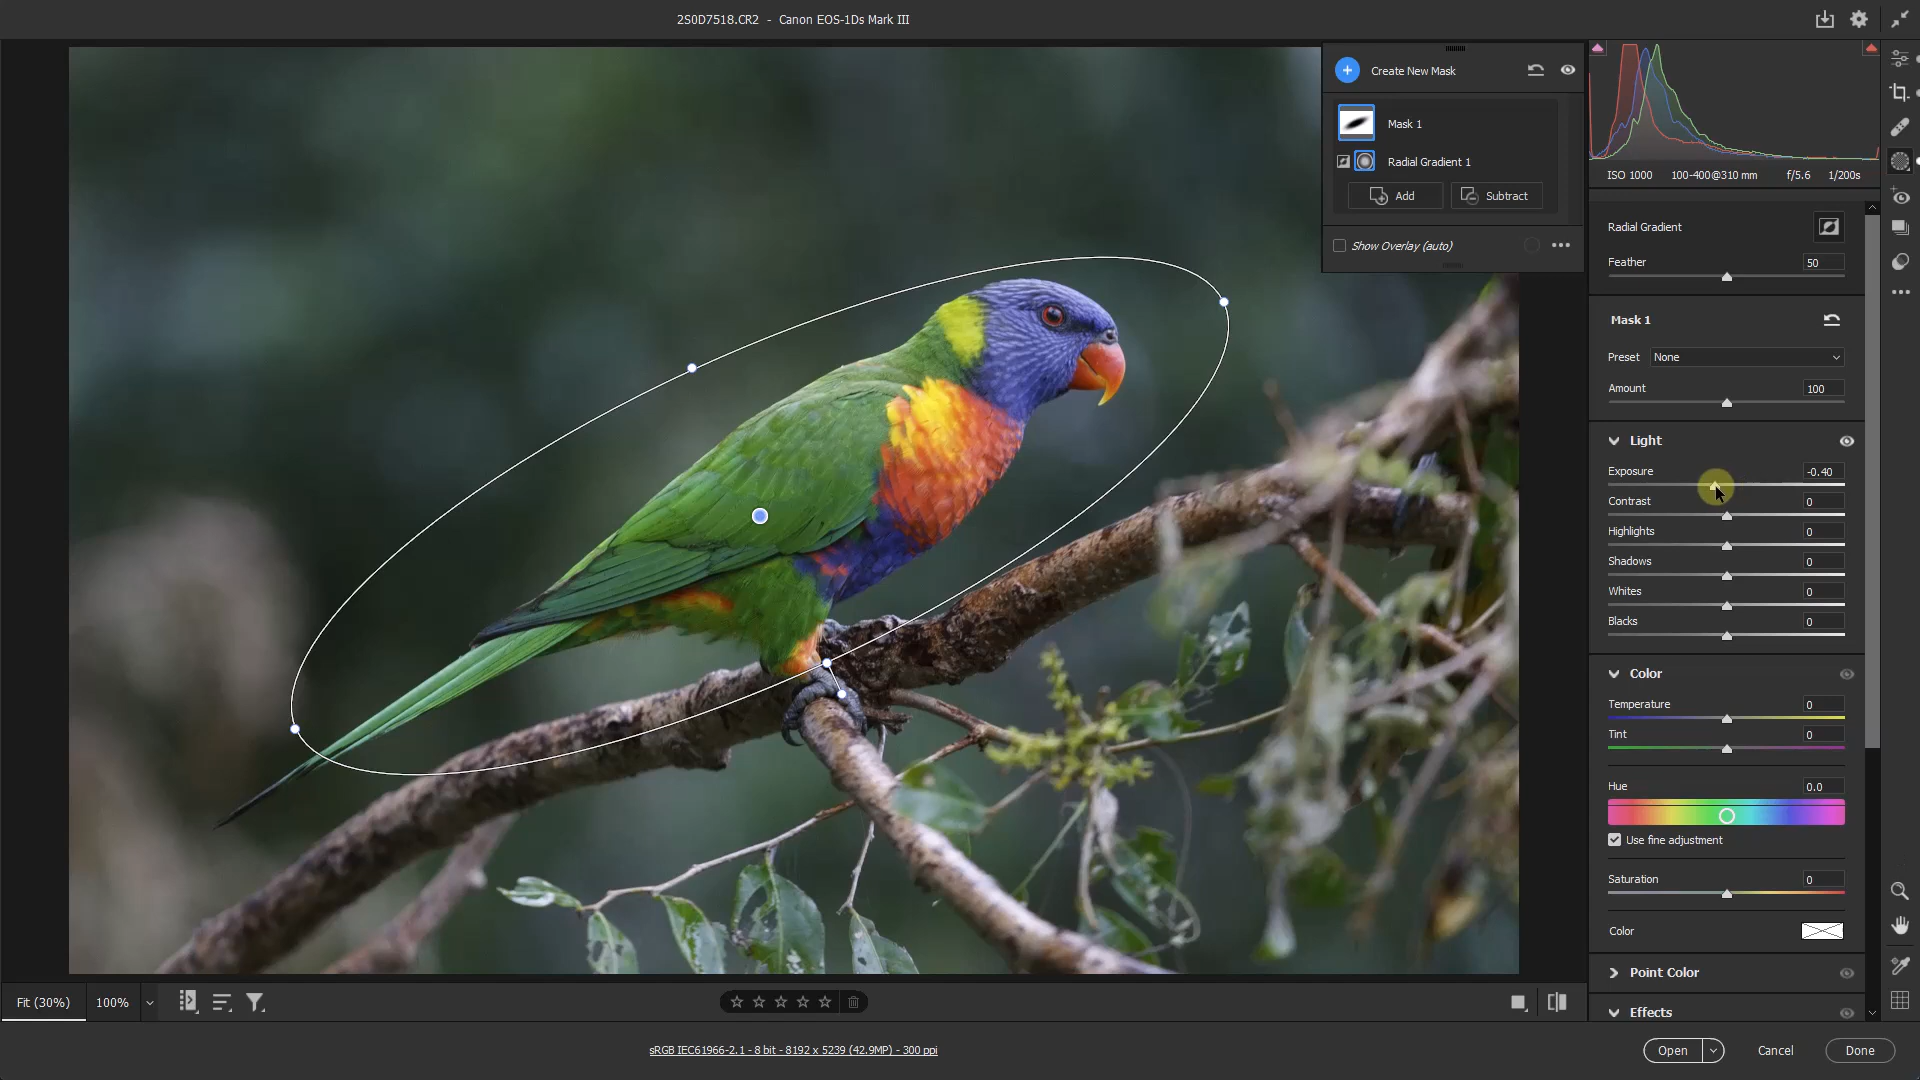 2S0D7518.CR2 - Canon EOS-1Ds Mark III
Create New Mask
Mask 1
Radial Gradient 1
Add
Subtract
Show Overlay (auto)
ISO 1000 100-400@310 mm f/5.6 1/200s
Radial Gradient
Feather 50
Mask 1
Preset None
Amount 100
Light
Exposure -0.40
Contrast 0
Highlights 0
Shadows 0
Whites 0
Blacks 0
Color
Temperature 0
Tint 0
Hue 0.0
Use fine adjustment
Saturation 0
Color
Point Color
Effects
Fit (30%) 100%
sRGB IEC61966-2.1 - 8 bit - 8192 x 5239 (42.9MP) - 300 ppi
Open Cancel Done